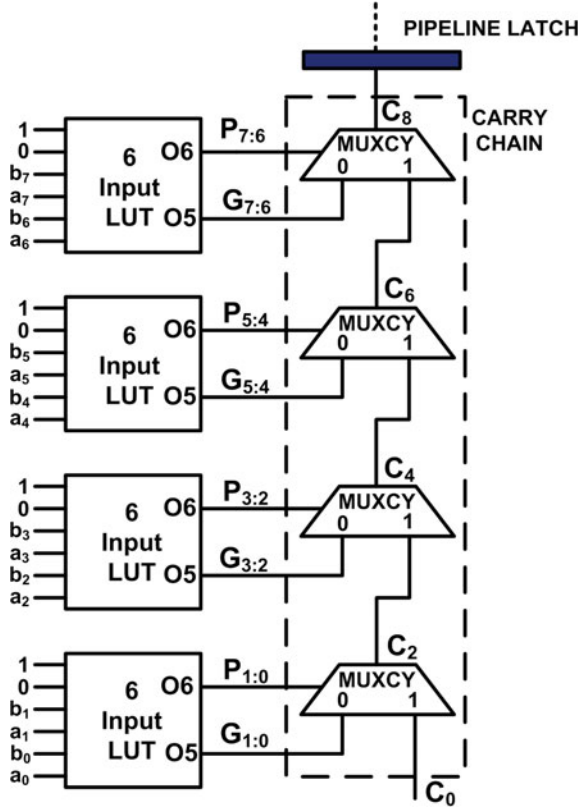 PIPELINE LATCH
CARRY
CHAIN
C8
1
0
b7
a7
b6
a6
6
Input
LUT
O6
O5
P7:6
G7:6
MUXCY
0 1
C6
1
0
b5
a5
b4
a4
6
Input
LUT
O6
O5
P5:4
G5:4
MUXCY
0 1
C4
1
0
b3
a3
b2
a2
6
Input
LUT
O6
O5
P3:2
G3:2
MUXCY
0 1
C2
1
0
b1
a1
b0
a0
6
Input
LUT
O6
O5
P1:0
G1:0
MUXCY
0 1
C0